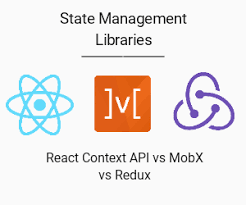 State Management
Libraries
]v[
React Context API vs MobX
vs Redux